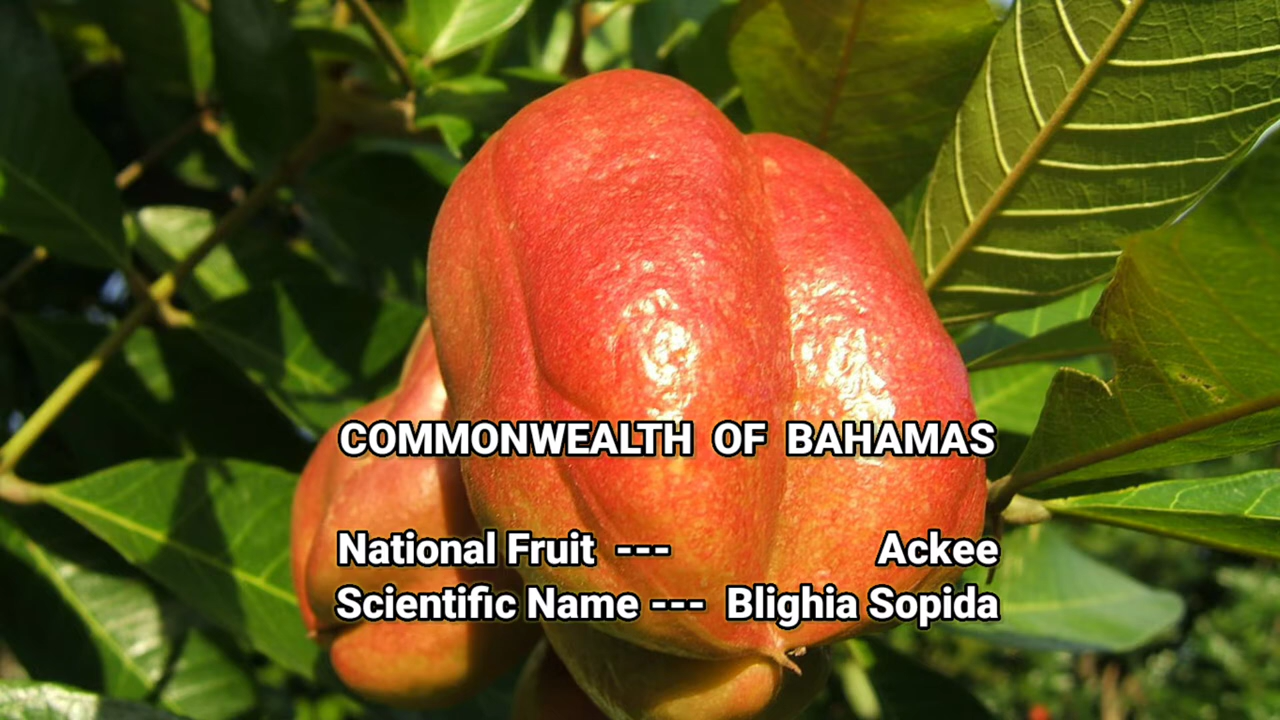 COMMONWEALTH OF BAHAMAS
National Fruit --- Ackee
Scientific Name --- Blighia Sopida